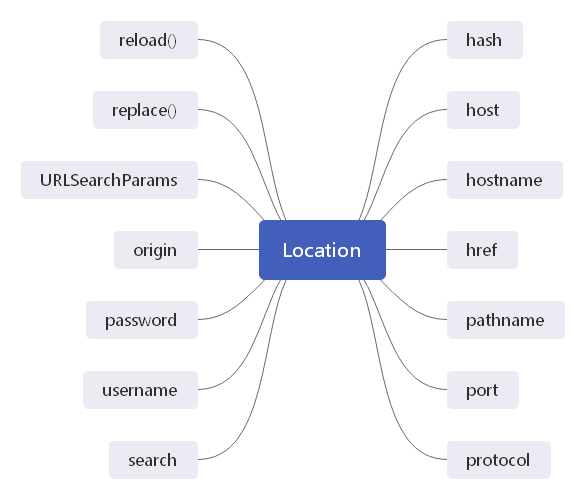 reload()
replace()
URLSearchParams
origin
password
username
search
Location
hash
host
hostname
href
pathname
port
protocol